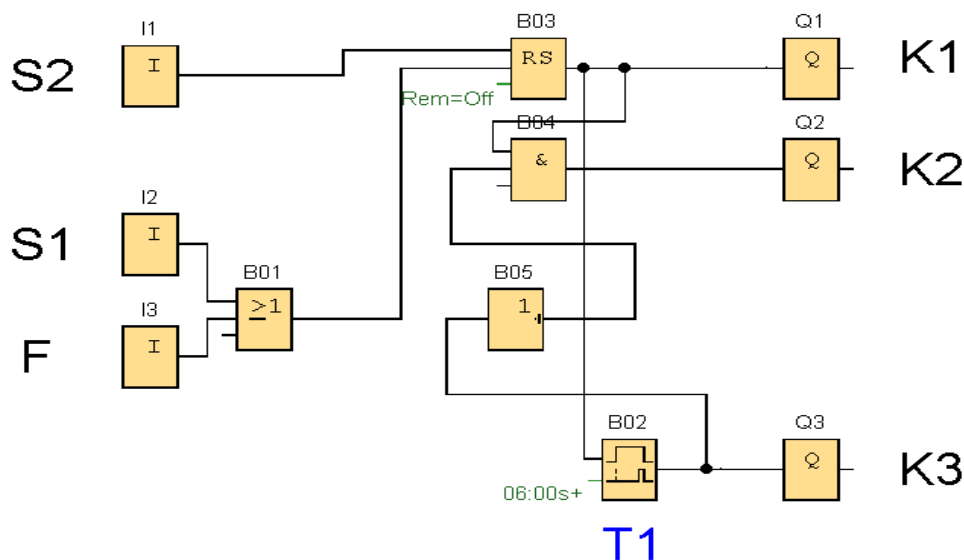 I1
B03
Q1
S2
I
RS
Q
K1
Rem=Off
B04
Q2
&
Q
K2
I2
S1
I
B01
B05
I3
>1
1
F
I
B02
Q3
Q
K3
06:00s+
T1